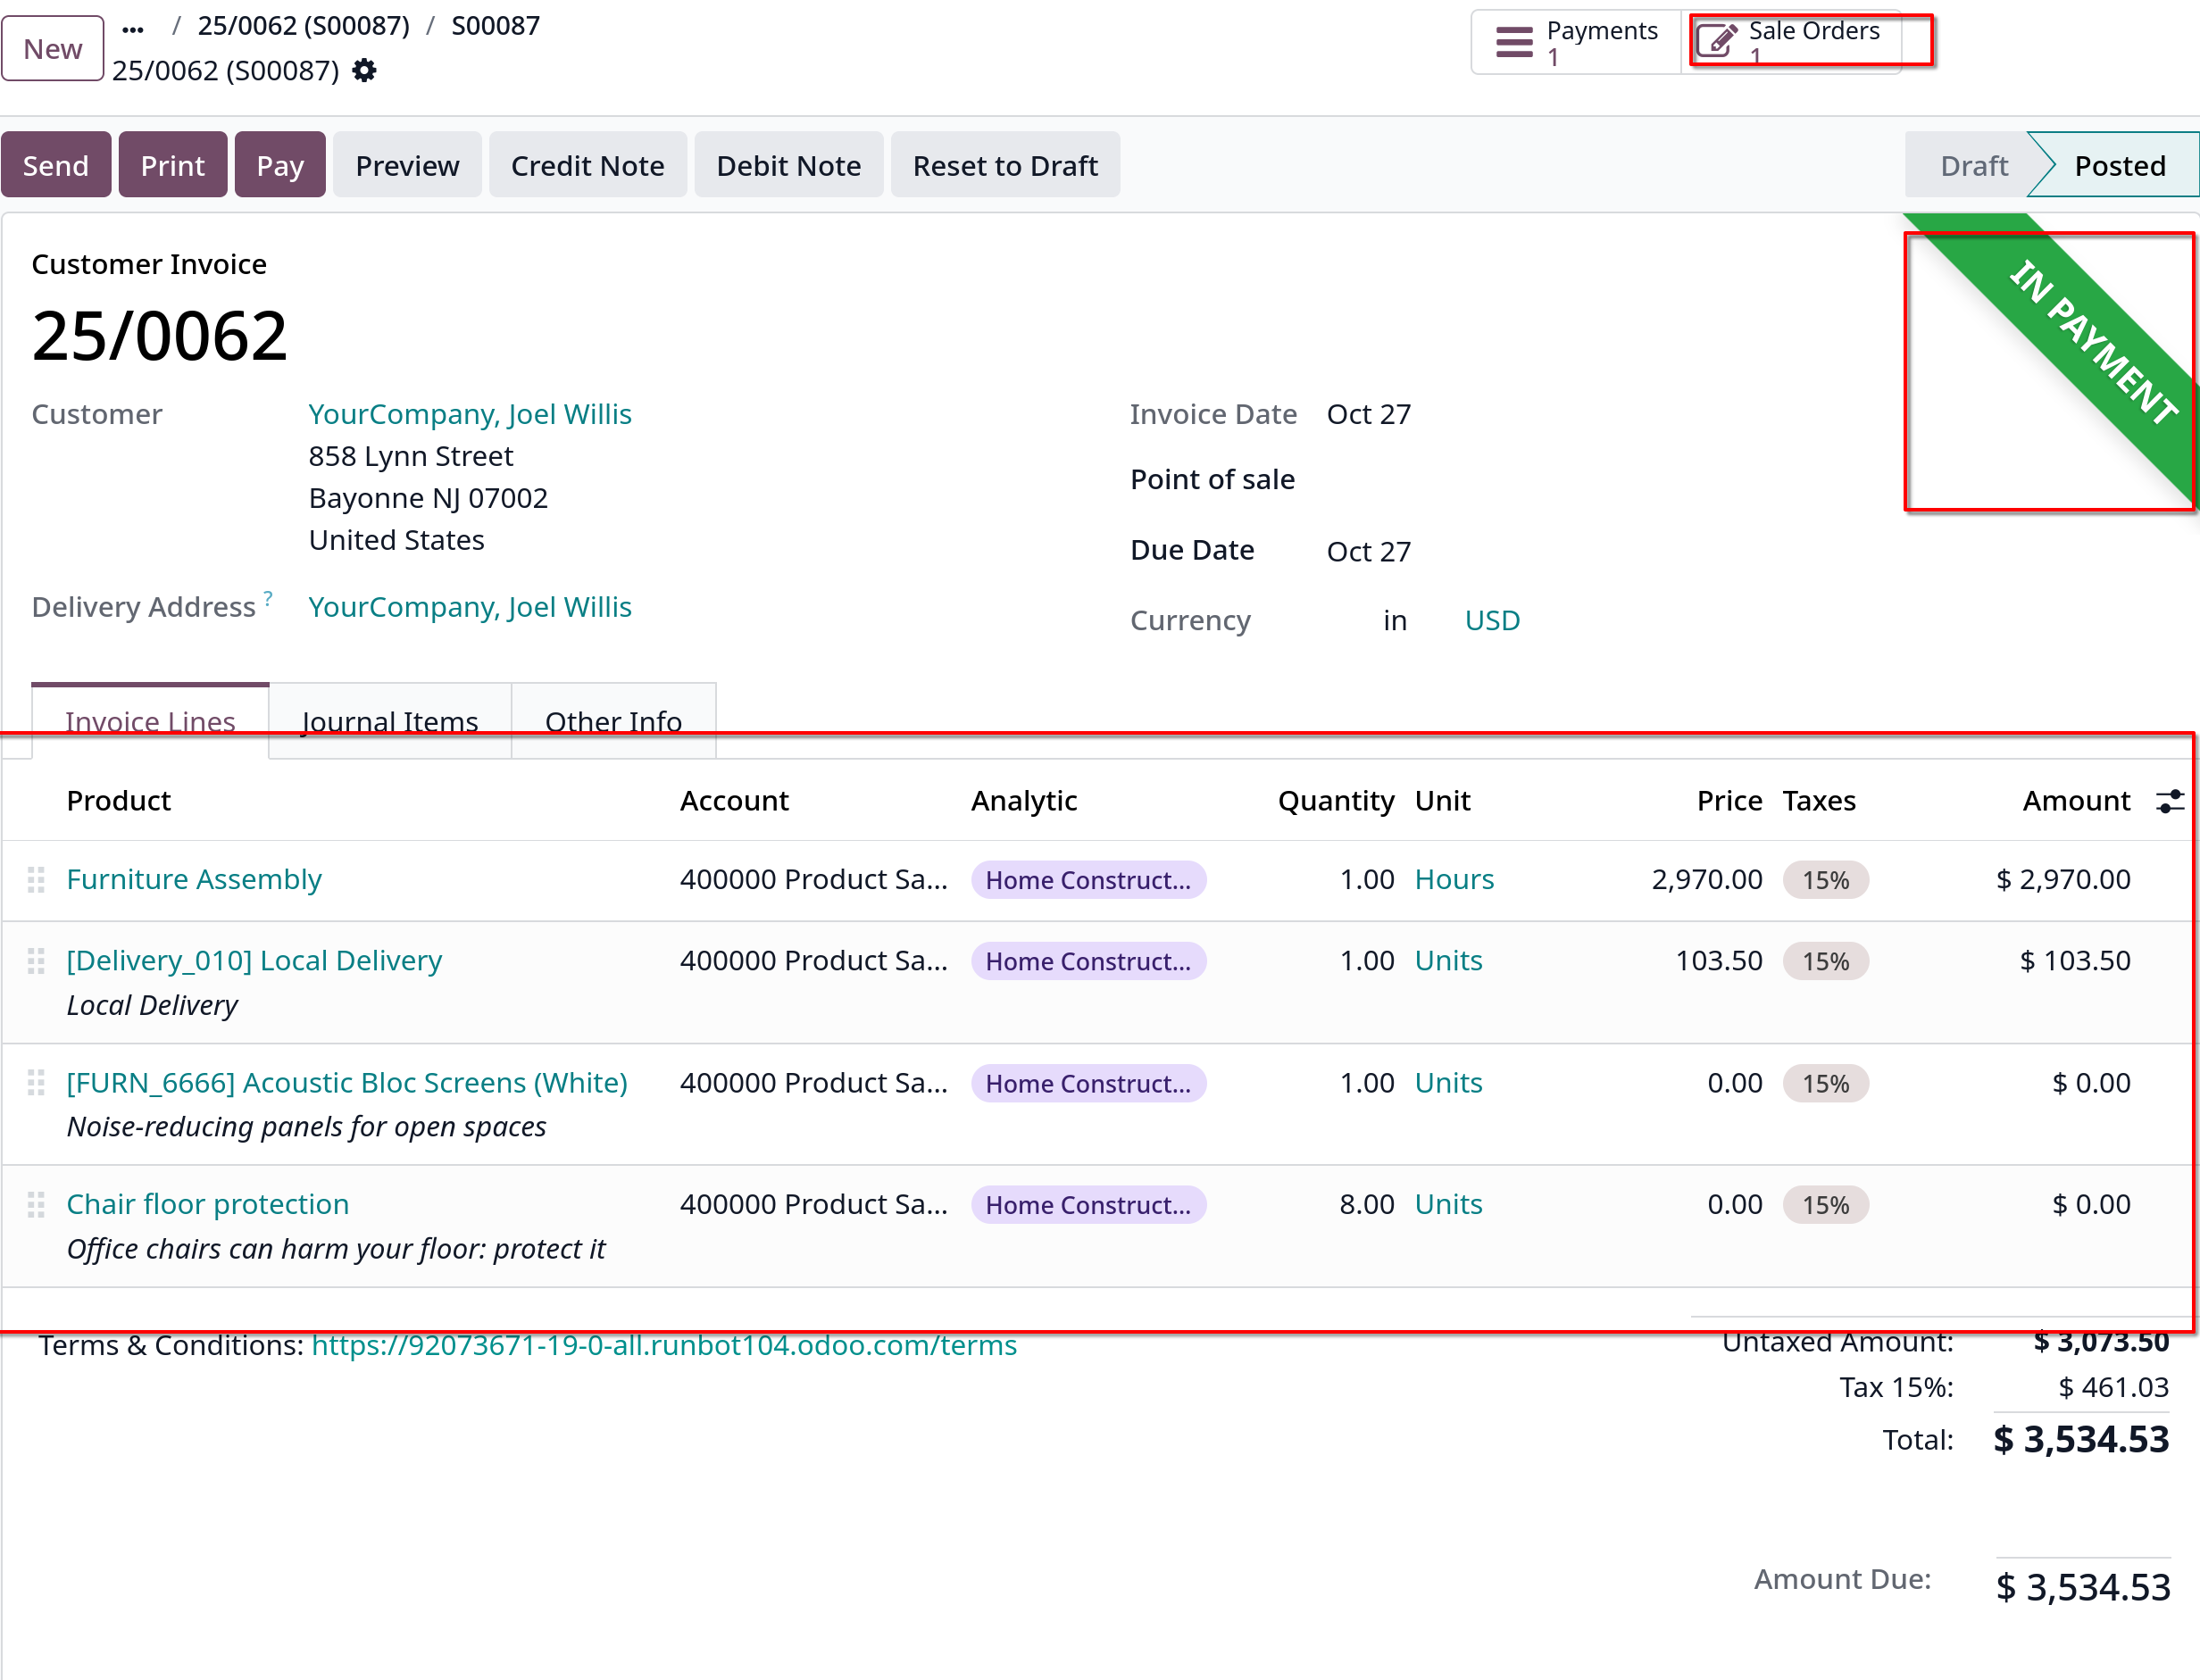 New
... / 25/0062 (S00087) / S00087
25/0062 (S00087)
Payments
1
Sale Orders
1
Send Print Pay Preview Credit Note Debit Note Reset to Draft
Draft Posted
IN PAYMENT
Customer Invoice
25/0062
Customer YourCompany, Joel Willis
858 Lynn Street
Bayonne NJ 07002
United States
Delivery Address ? YourCompany, Joel Willis
Invoice Date Oct 27
Point of sale
Due Date Oct 27
Currency in USD
Invoice Lines Journal Items Other Info
Product Account Analytic Quantity Unit Price Taxes Amount
Furniture Assembly 400000 Product Sa... Home Construct... 1.00 Hours 2,970.00 15% $ 2,970.00
[Delivery_010] Local Delivery 400000 Product Sa... Home Construct... 1.00 Units 103.50 15% $ 103.50
Local Delivery
[FURN_6666] Acoustic Bloc Screens (White) 400000 Product Sa... Home Construct... 1.00 Units 0.00 15% $ 0.00
Noise-reducing panels for open spaces
Chair floor protection 400000 Product Sa... Home Construct... 8.00 Units 0.00 15% $ 0.00
Office chairs can harm your floor: protect it
Terms & Conditions: https://92073671-19-0-all.runbot104.odoo.com/terms
Untaxed Amount: $ 3,073.50
Tax 15%: $ 461.03
Total: $ 3,534.53
Amount Due: $ 3,534.53